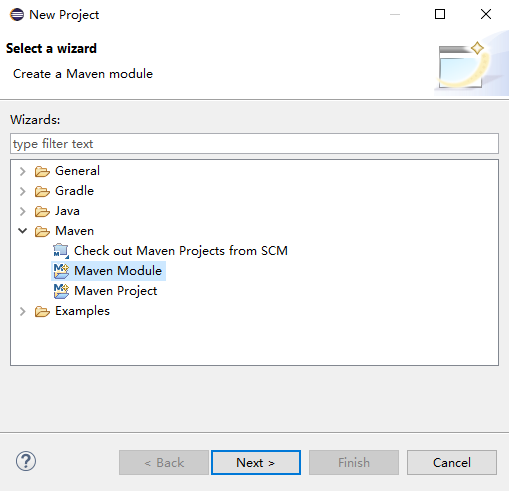 New Project
Select a wizard
Create a Maven module
Wizards:
type filter text
General
Gradle
Java
Maven
Check out Maven Projects from SCM
Maven Module
Maven Project
Examples
? < Back Next > Finish Cancel